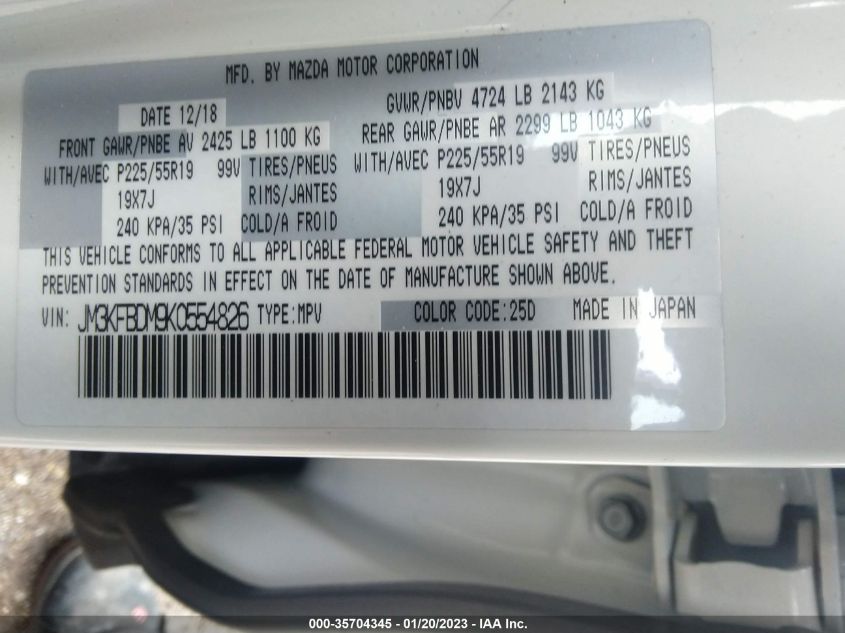 MFD. BY MAZDA MOTOR CORPORATION
DATE 12/18 GVWR/PNBV 4724 LB 2143 KG
FRONT GAWR/PNBE AV 2425 LB 1100 KG REAR GAWR/PNBE AR 2299 LB 1043 KG
WITH/AVEC P225/55R19 99V TIRES/PNEUS WITH/AVEC P225/55R19 99V TIRES/PNEUS
19X7J RIMS/JANTES 19X7J RIMS/JANTES
240 KPA/35 PSI COLD/A FROID 240 KPA/35 PSI COLD/A FROID
THIS VEHICLE CONFORMS TO ALL APPLICABLE FEDERAL MOTOR VEHICLE SAFETY AND THEFT
PREVENTION STANDARDS IN EFFECT ON THE DATE OF MANUFACTURE SHOWN ABOVE.
VIN: JM3KFBDM9K0554826 TYPE:MPV COLOR CODE:25D MADE IN JAPAN
000-35704345 - 01/20/2023 - IAA Inc.